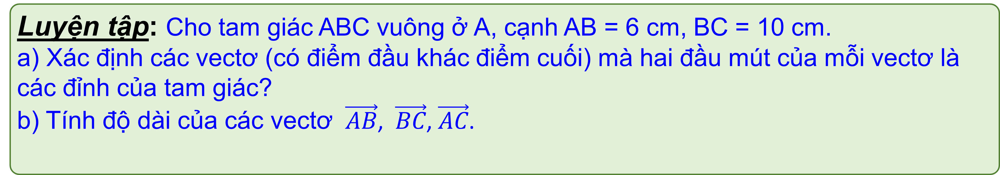 Luyện tập: Cho tam giác ABC vuông ở A, cạnh AB = 6 cm, BC = 10 cm.
a) Xác định các vectơ (có điểm đầu khác điểm cuối) mà hai đầu mút của mỗi vectơ là
các đỉnh của tam giác?
b) Tính độ dài của các vectơ $\overrightarrow{AB}$, $\overrightarrow{BC}$, $\overrightarrow{AC}$.